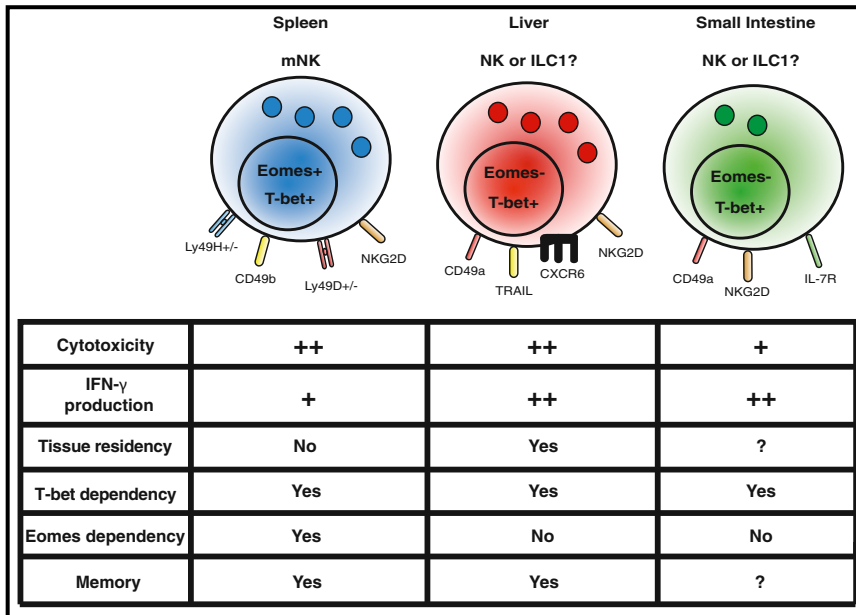 Spleen Liver Small Intestine
mNK NK or ILC1? NK or ILC1?
Eomes+ Eomes- Eomes-
T-bet+ T-bet+ T-bet+
Ly49H+/- CD49b Ly49D+/- NKG2D
CD49a TRAIL CXCR6 NKG2D
CD49a NKG2D IL-7R
Cytotoxicity ++ ++ +
IFN-γ
production + ++ ++
Tissue residency No Yes ?
T-bet dependency Yes Yes Yes
Eomes dependency Yes No No
Memory Yes Yes ?